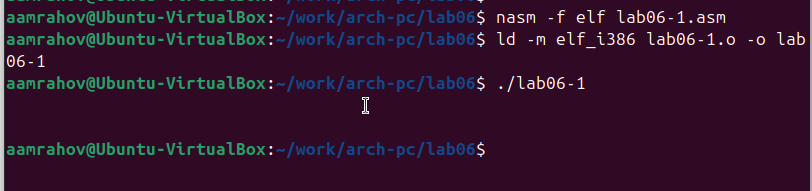 aamrahov@Ubuntu-VirtualBox:~/work/arch-pc/lab06$ nasm -f elf lab06-1.asm
aamrahov@Ubuntu-VirtualBox:~/work/arch-pc/lab06$ ld -m elf_i386 lab06-1.o -o lab
06-1
aamrahov@Ubuntu-VirtualBox:~/work/arch-pc/lab06$ ./lab06-1
aamrahov@Ubuntu-VirtualBox:~/work/arch-pc/lab06$